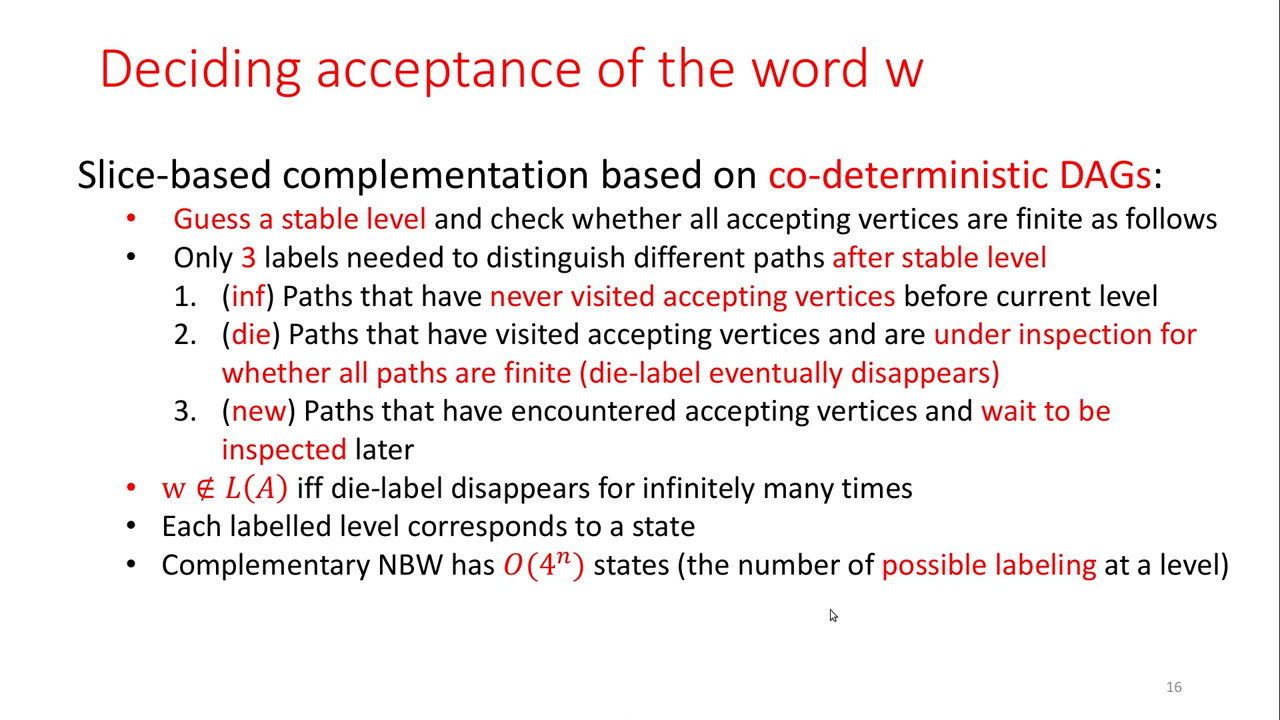 Deciding acceptance of the word w
Slice-based complementation based on co-deterministic DAGs:
• Guess a stable level and check whether all accepting vertices are finite as follows
• Only 3 labels needed to distinguish different paths after stable level
1. (inf) Paths that have never visited accepting vertices before current level
2. (die) Paths that have visited accepting vertices and are under inspection for
whether all paths are finite (die-label eventually disappears)
3. (new) Paths that have encountered accepting vertices and wait to be
inspected later
• w ∉ L(A) iff die-label disappears for infinitely many times
• Each labelled level corresponds to a state
• Complementary NBW has O(4ⁿ) states (the number of possible labeling at a level)
16